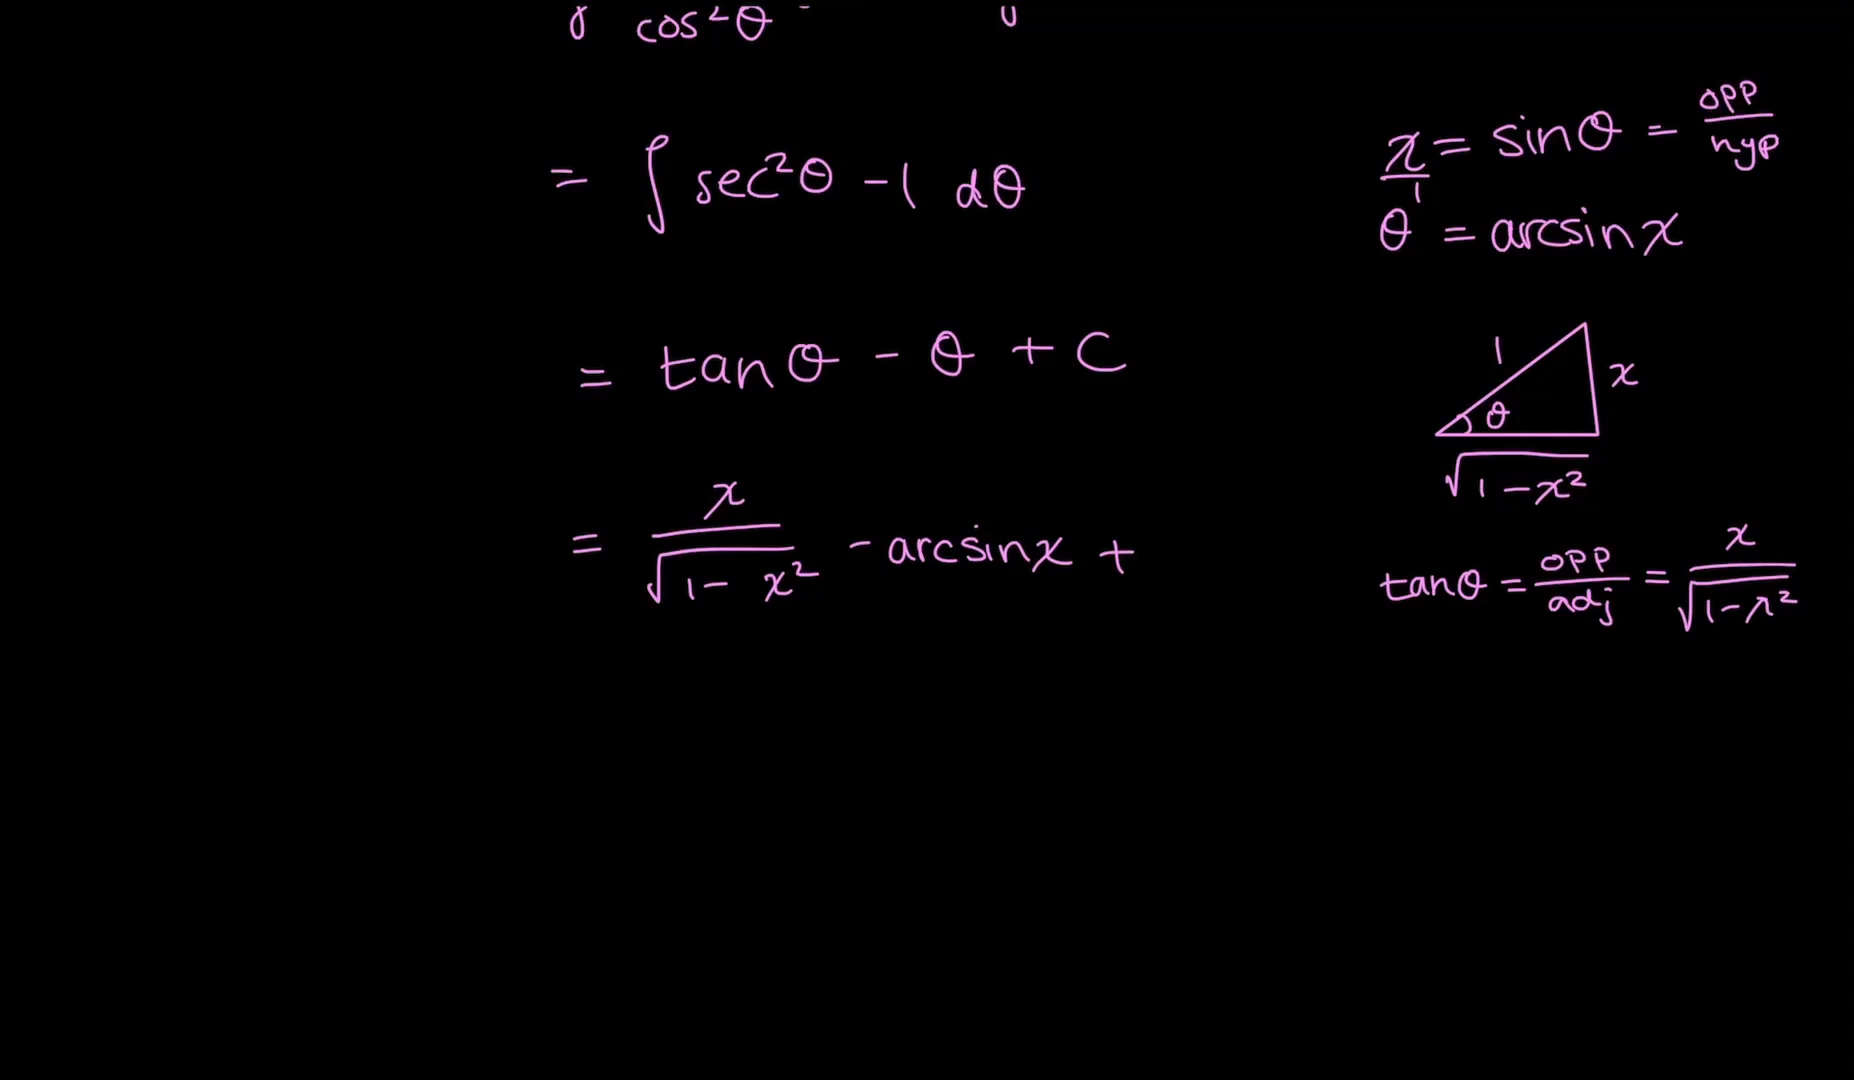 cos²θ
= ∫ sec²θ - 1 dθ
= tanθ - θ + C
= x/√(1 - x²) - arcsinx +
x/1 = sinθ = opp/hyp
θ = arcsinx
1
x
θ
√(1 - x²)
tanθ = opp/adj = x/√(1 - x²)